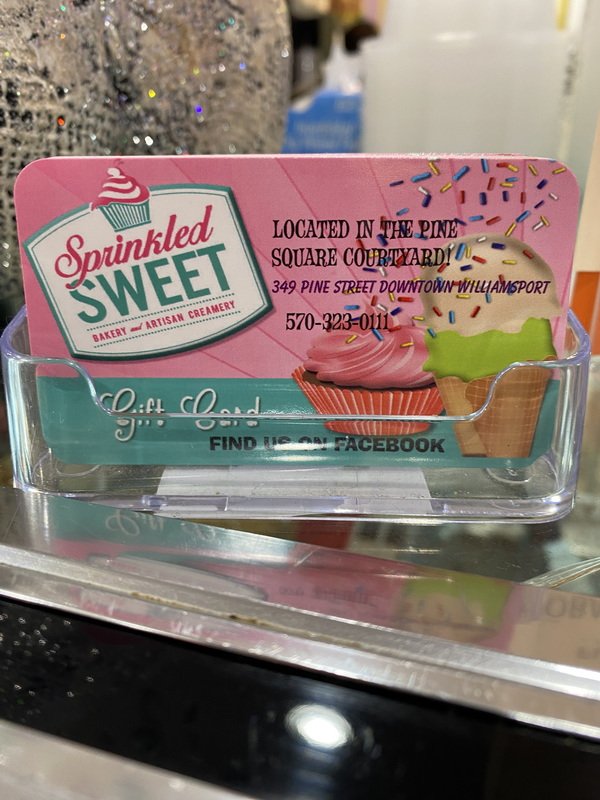 Sprinkled
SWEET
BAKERY and ARTISAN CREAMERY
LOCATED IN THE PINE
SQUARE COURTYARD!
349 PINE STREET DOWNTOWN WILLIAMSPORT
570-323-0111
Gift Card
FIND US ON FACEBOOK